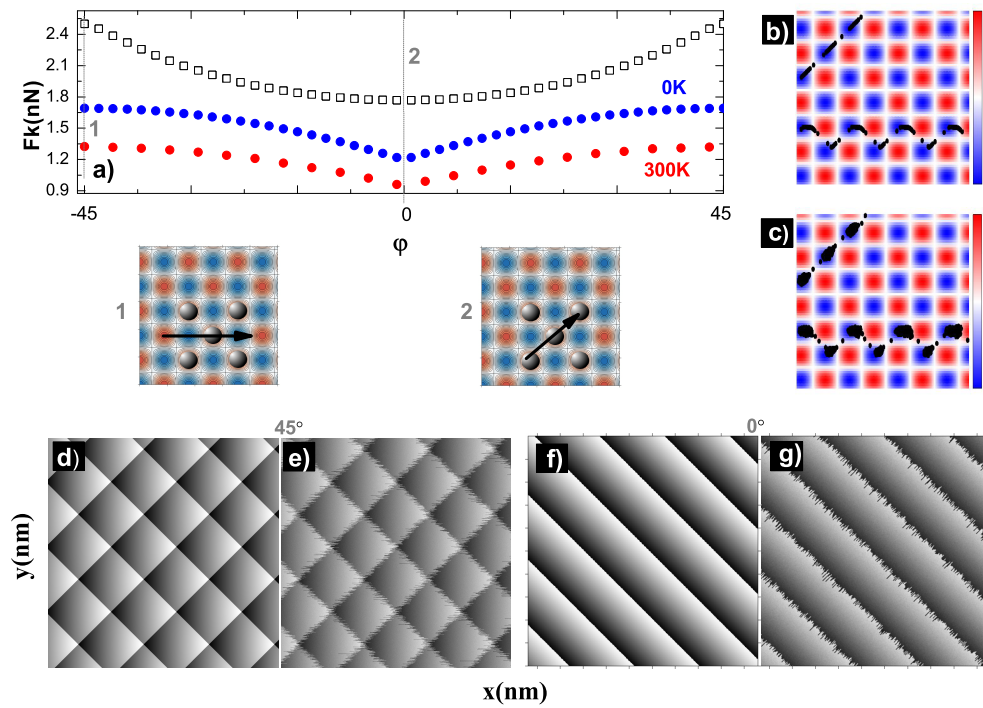 Fk(nN)
2.4
2.1
1.8
1.5
1.2
0.9
1
2
0K
300K
a)
-45
0
45
φ
b)
c)
1
2
45°
0°
d)
e)
f)
g)
y(nm)
x(nm)